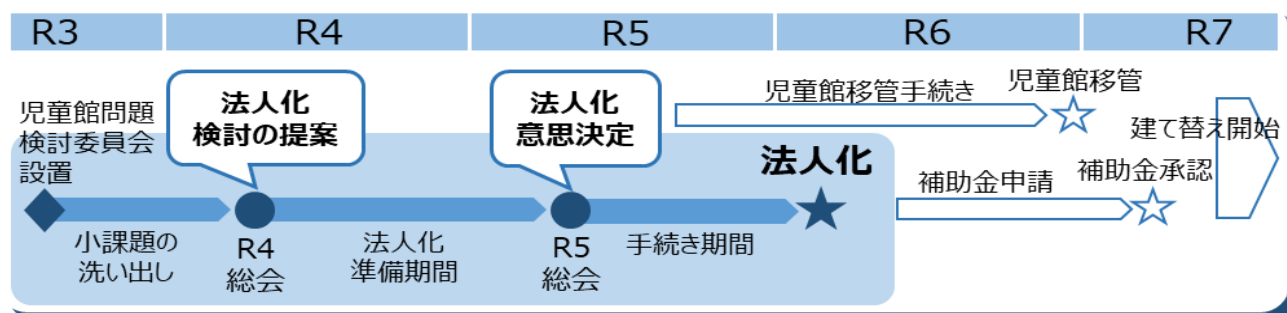 R3
R4
R5
R6
R7
児童館問題
検討委員会
設置
法人化
検討の提案
法人化
意思決定
児童館移管手続き
児童館移管
建て替え開始
法人化
補助金申請
補助金承認
小課題の
洗い出し
R4
総会
法人化
準備期間
R5
総会
手続き期間